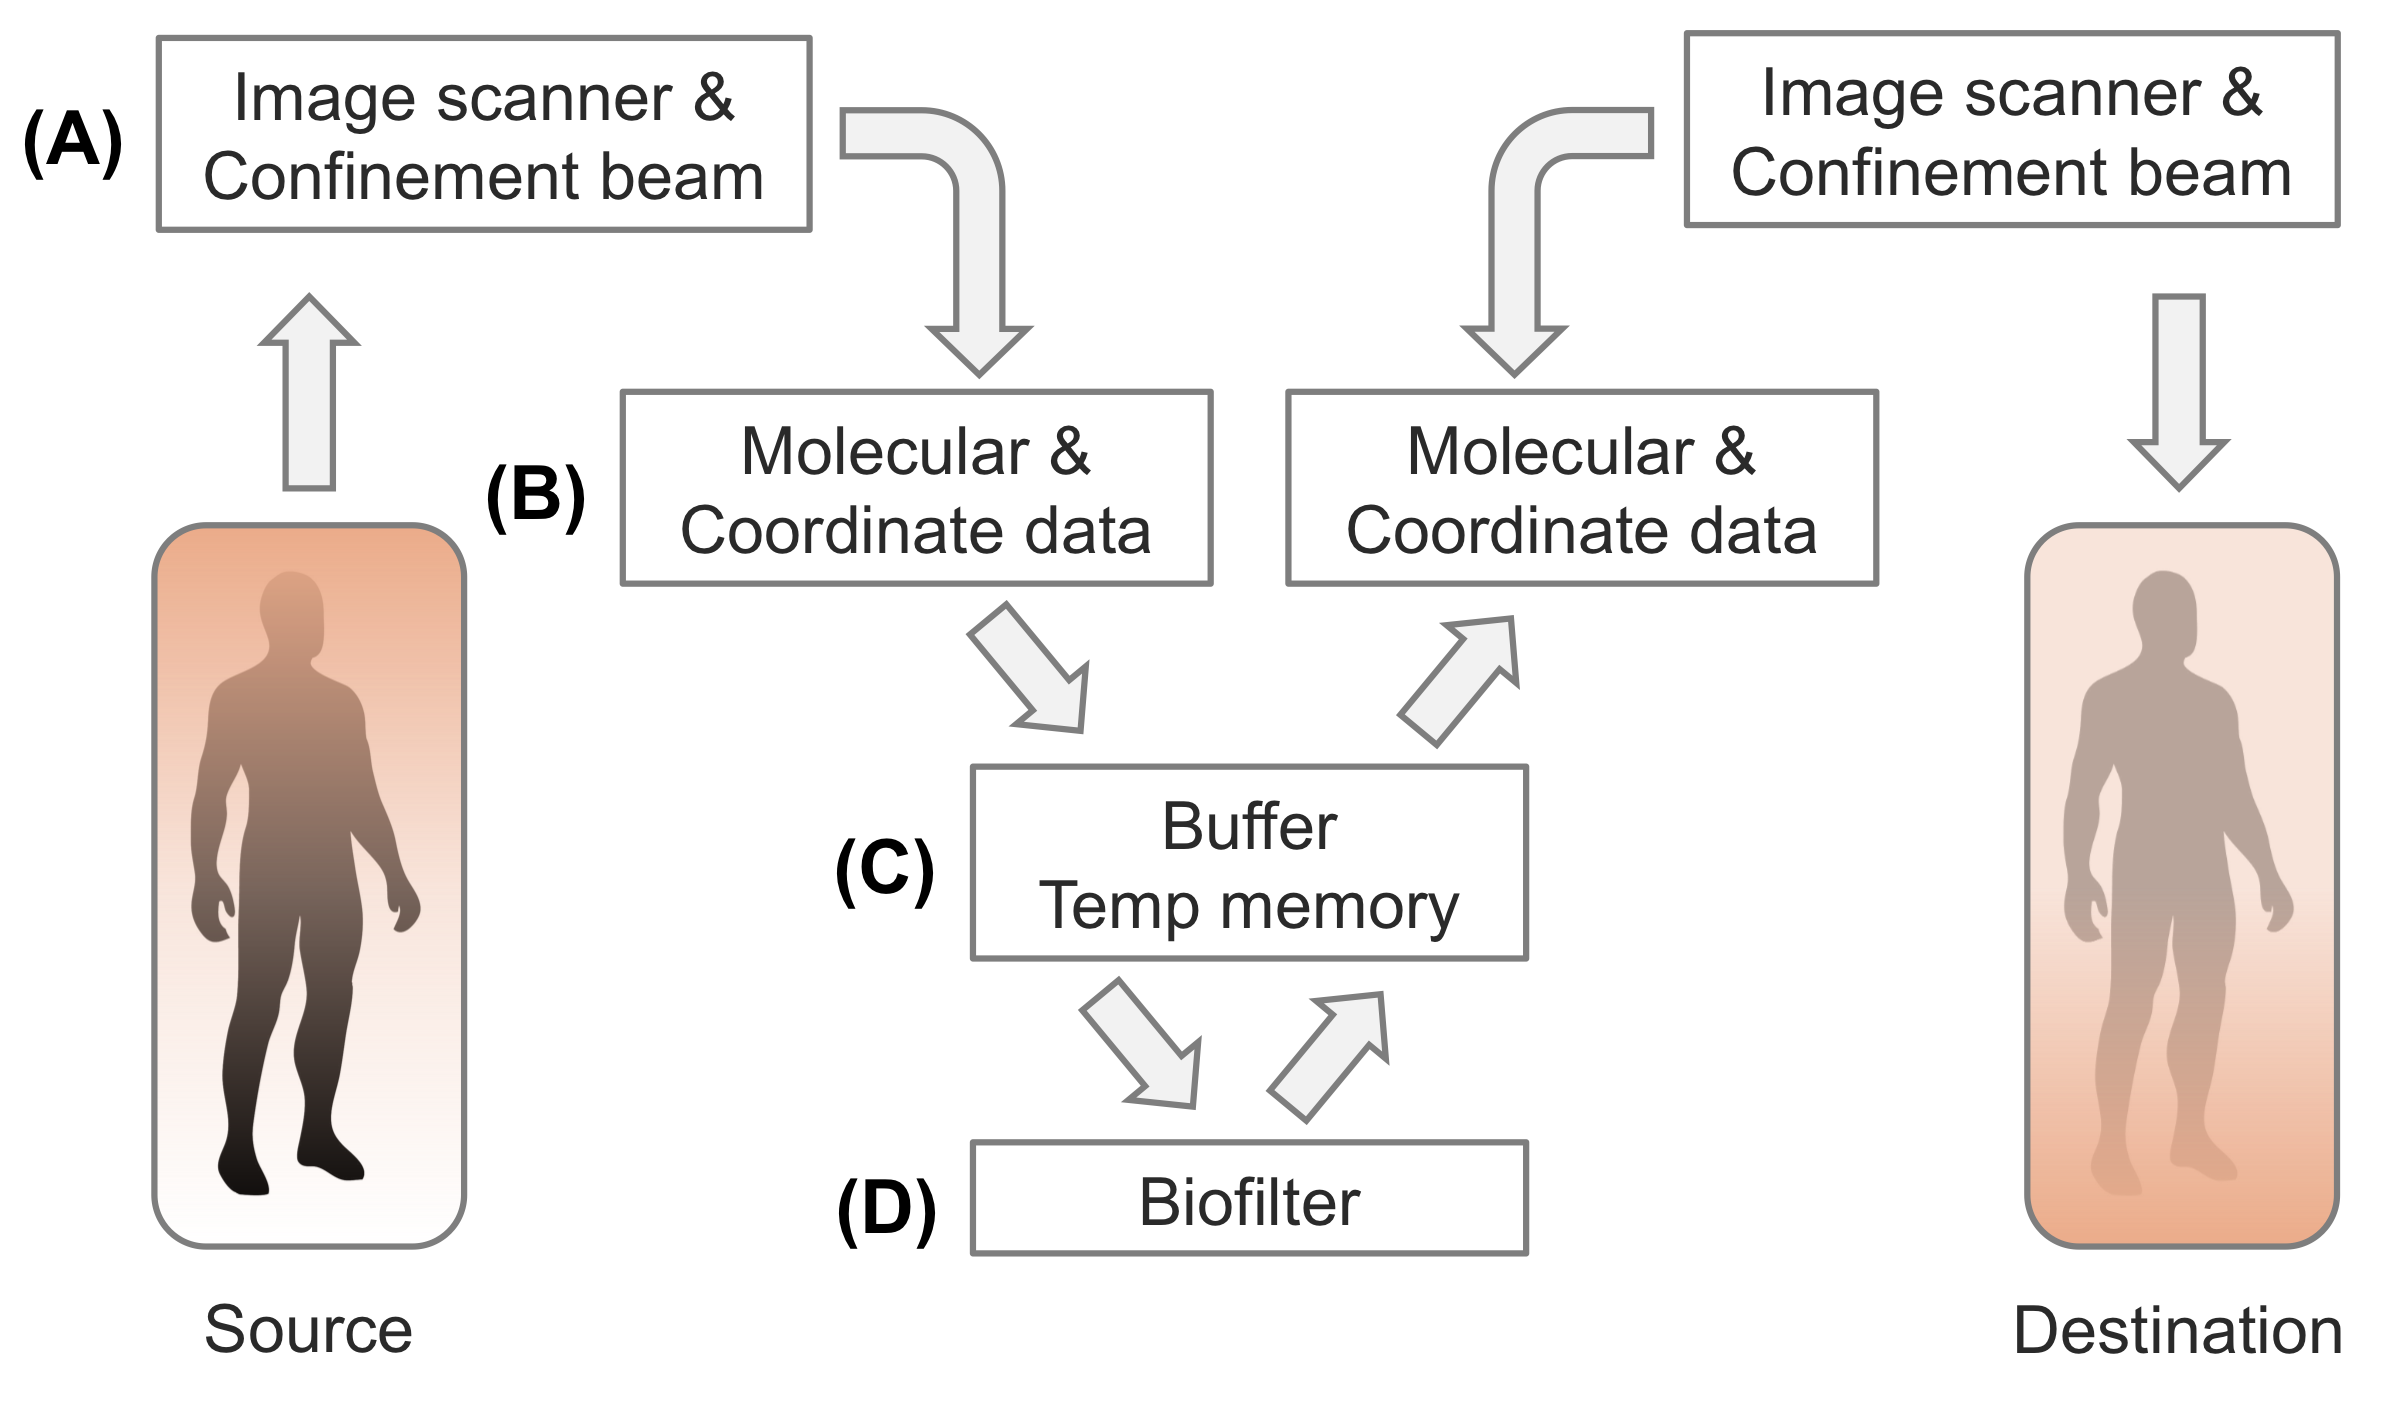 (A)
Image scanner &
Confinement beam
Image scanner &
Confinement beam
(B)
Molecular &
Coordinate data
Molecular &
Coordinate data
(C)
Buffer
Temp memory
(D)
Biofilter
Source
Destination